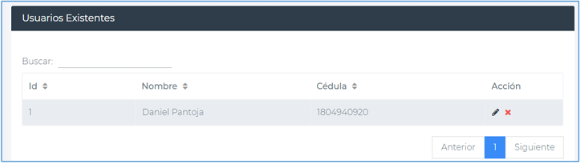 Usuarios Existentes
Buscar:
Id Nombre Cédula Acción
1 Daniel Pantoja 1804940920
Anterior 1 Siguiente